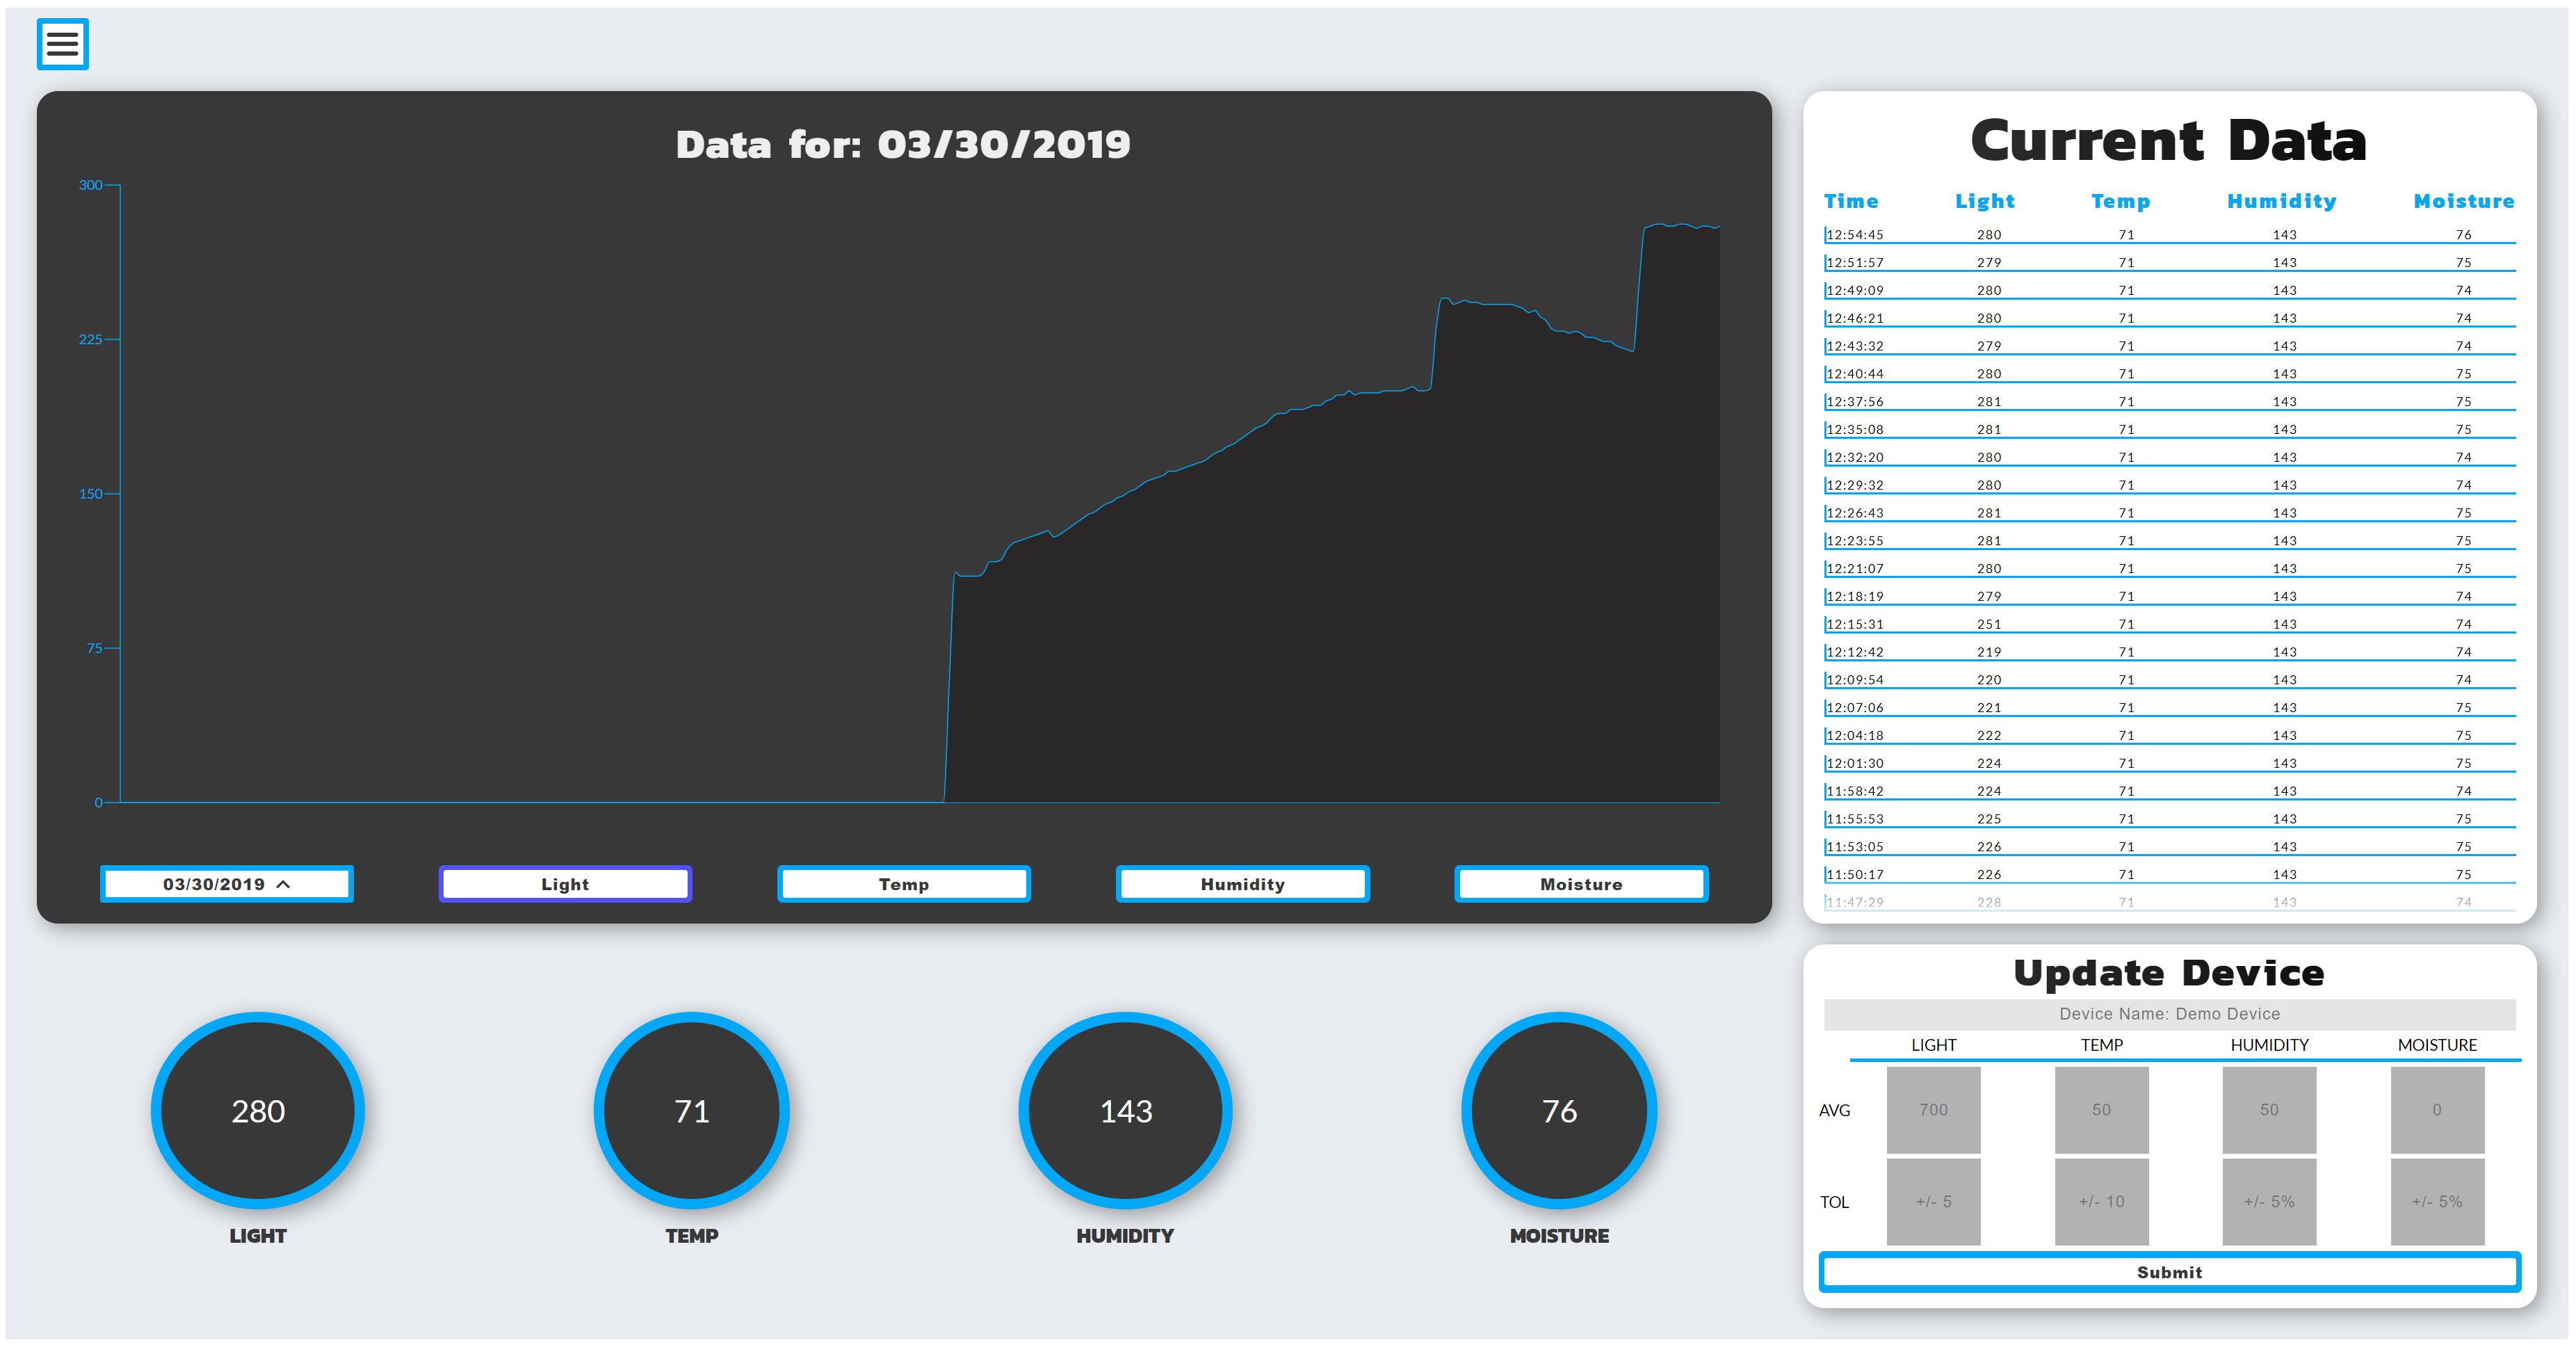 Data for: 03/30/2019
300
225
150
75
0
03/30/2019
Light
Temp
Humidity
Moisture
Current Data
Time Light Temp Humidity Moisture
12:54:45 280 71 143 76
12:51:57 279 71 143 75
12:49:09 280 71 143 74
12:46:21 280 71 143 74
12:43:32 279 71 143 74
12:40:44 280 71 143 75
12:37:56 281 71 143 75
12:35:08 281 71 143 75
12:32:20 280 71 143 74
12:29:32 280 71 143 74
12:26:43 281 71 143 75
12:23:55 281 71 143 75
12:21:07 280 71 143 75
12:18:19 279 71 143 74
12:15:31 251 71 143 74
12:12:42 219 71 143 74
12:09:54 220 71 143 74
12:07:06 221 71 143 75
12:04:18 222 71 143 75
12:01:30 224 71 143 75
11:58:42 224 71 143 75
11:55:53 225 71 143 75
11:53:05 226 71 143 75
11:50:17 226 71 143 75
11:47:29 228 71 143 74
280
LIGHT
71
TEMP
143
HUMIDITY
76
MOISTURE
Update Device
Device Name: Demo Device
LIGHT TEMP HUMIDITY MOISTURE
AVG 700 50 50 0
TOL +/- 5 +/- 10 +/- 5% +/- 5%
Submit